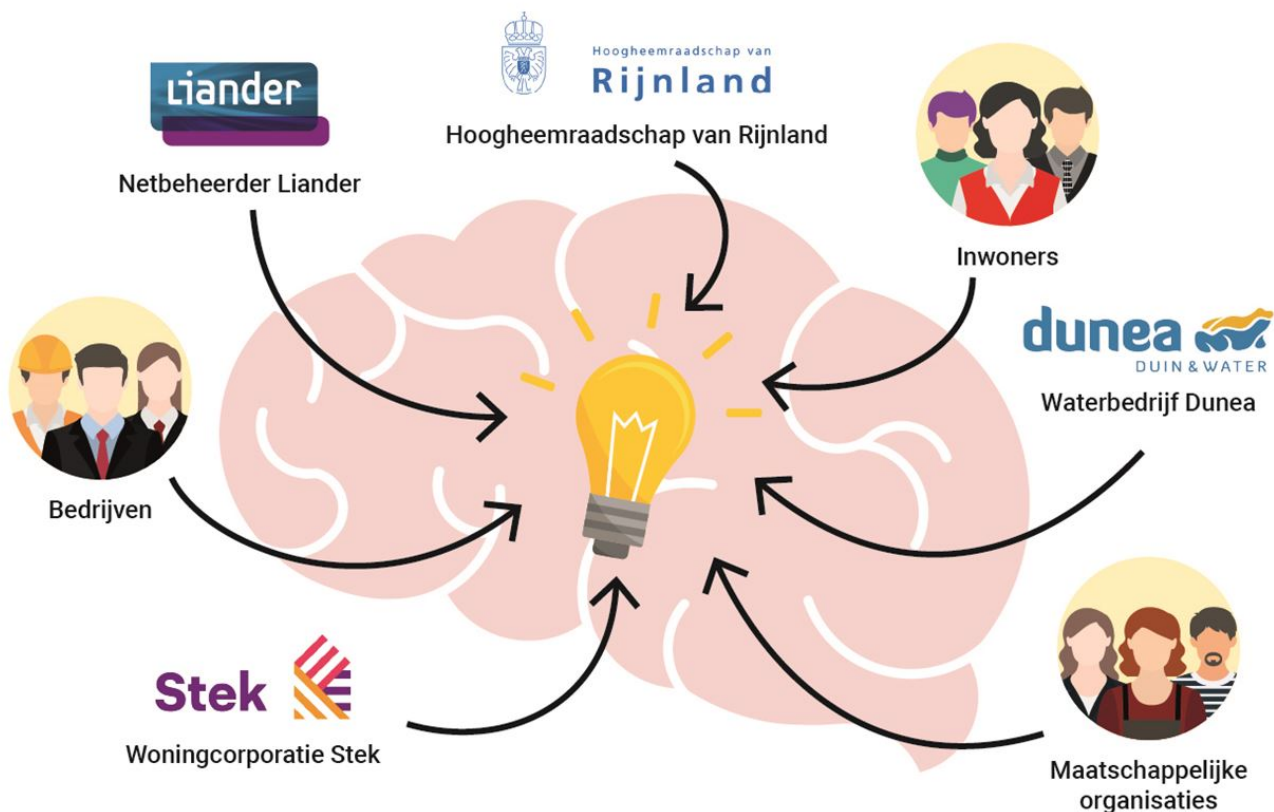 Liander
Netbeheerder Liander
Hoogheemraadschap van
Rijnland
Hoogheemraadschap van Rijnland
Inwoners
dunea
DUIN & WATER
Waterbedrijf Dunea
Bedrijven
Stek
Woningcorporatie Stek
Maatschappelijke
organisaties